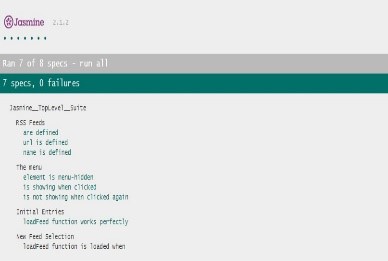 Jasmine 2.1.2
Ran 7 of 8 specs - run all
7 specs, 0 failures
Jasmine__TopLevel__Suite
RSS Feeds
are defined
url is defined
name is defined
The menu
element is menu-hidden
is showing when clicked
is not showing when clicked again
Initial Entries
loadFeed function works perfectly
New Feed Selection
loadFeed function is loaded when